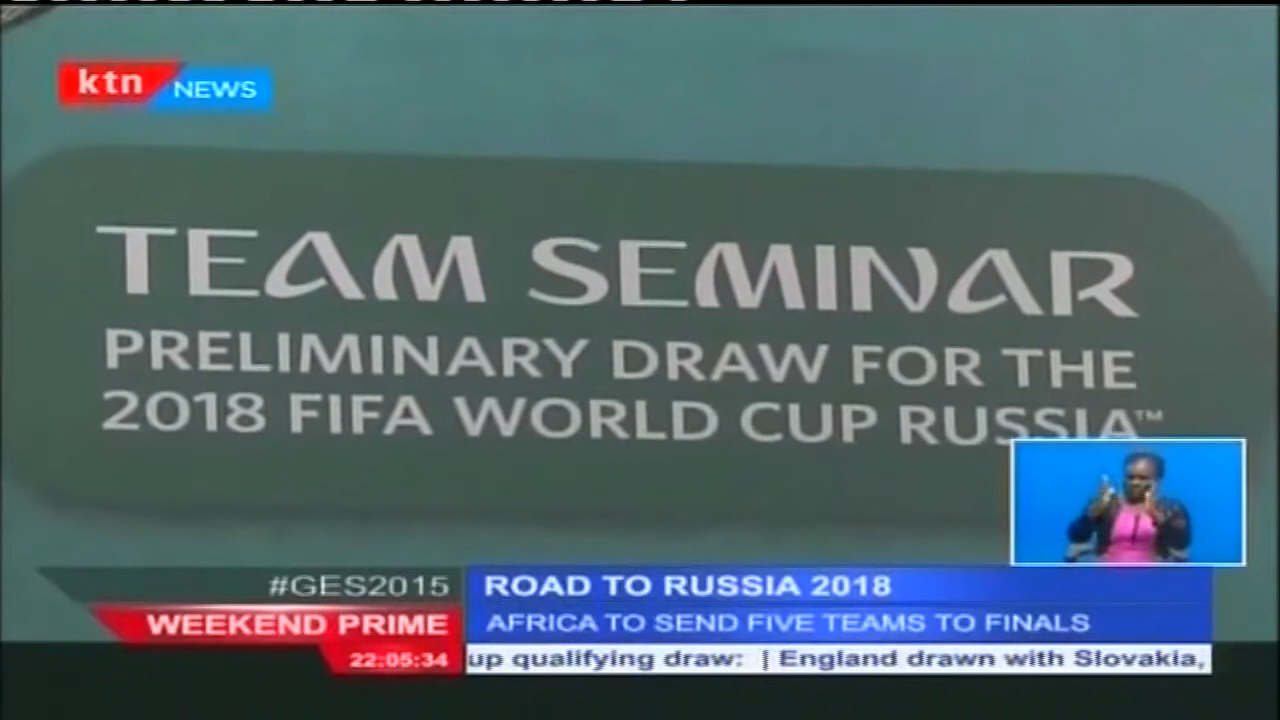 ktn NEWS
TEAM SEMINAR
PRELIMINARY DRAW FOR THE
2018 FIFA WORLD CUP RUSSIA™
#GES2015
ROAD TO RUSSIA 2018
WEEKEND PRIME
AFRICA TO SEND FIVE TEAMS TO FINALS
22:05:34
up qualifying draw: | England drawn with Slovakia,